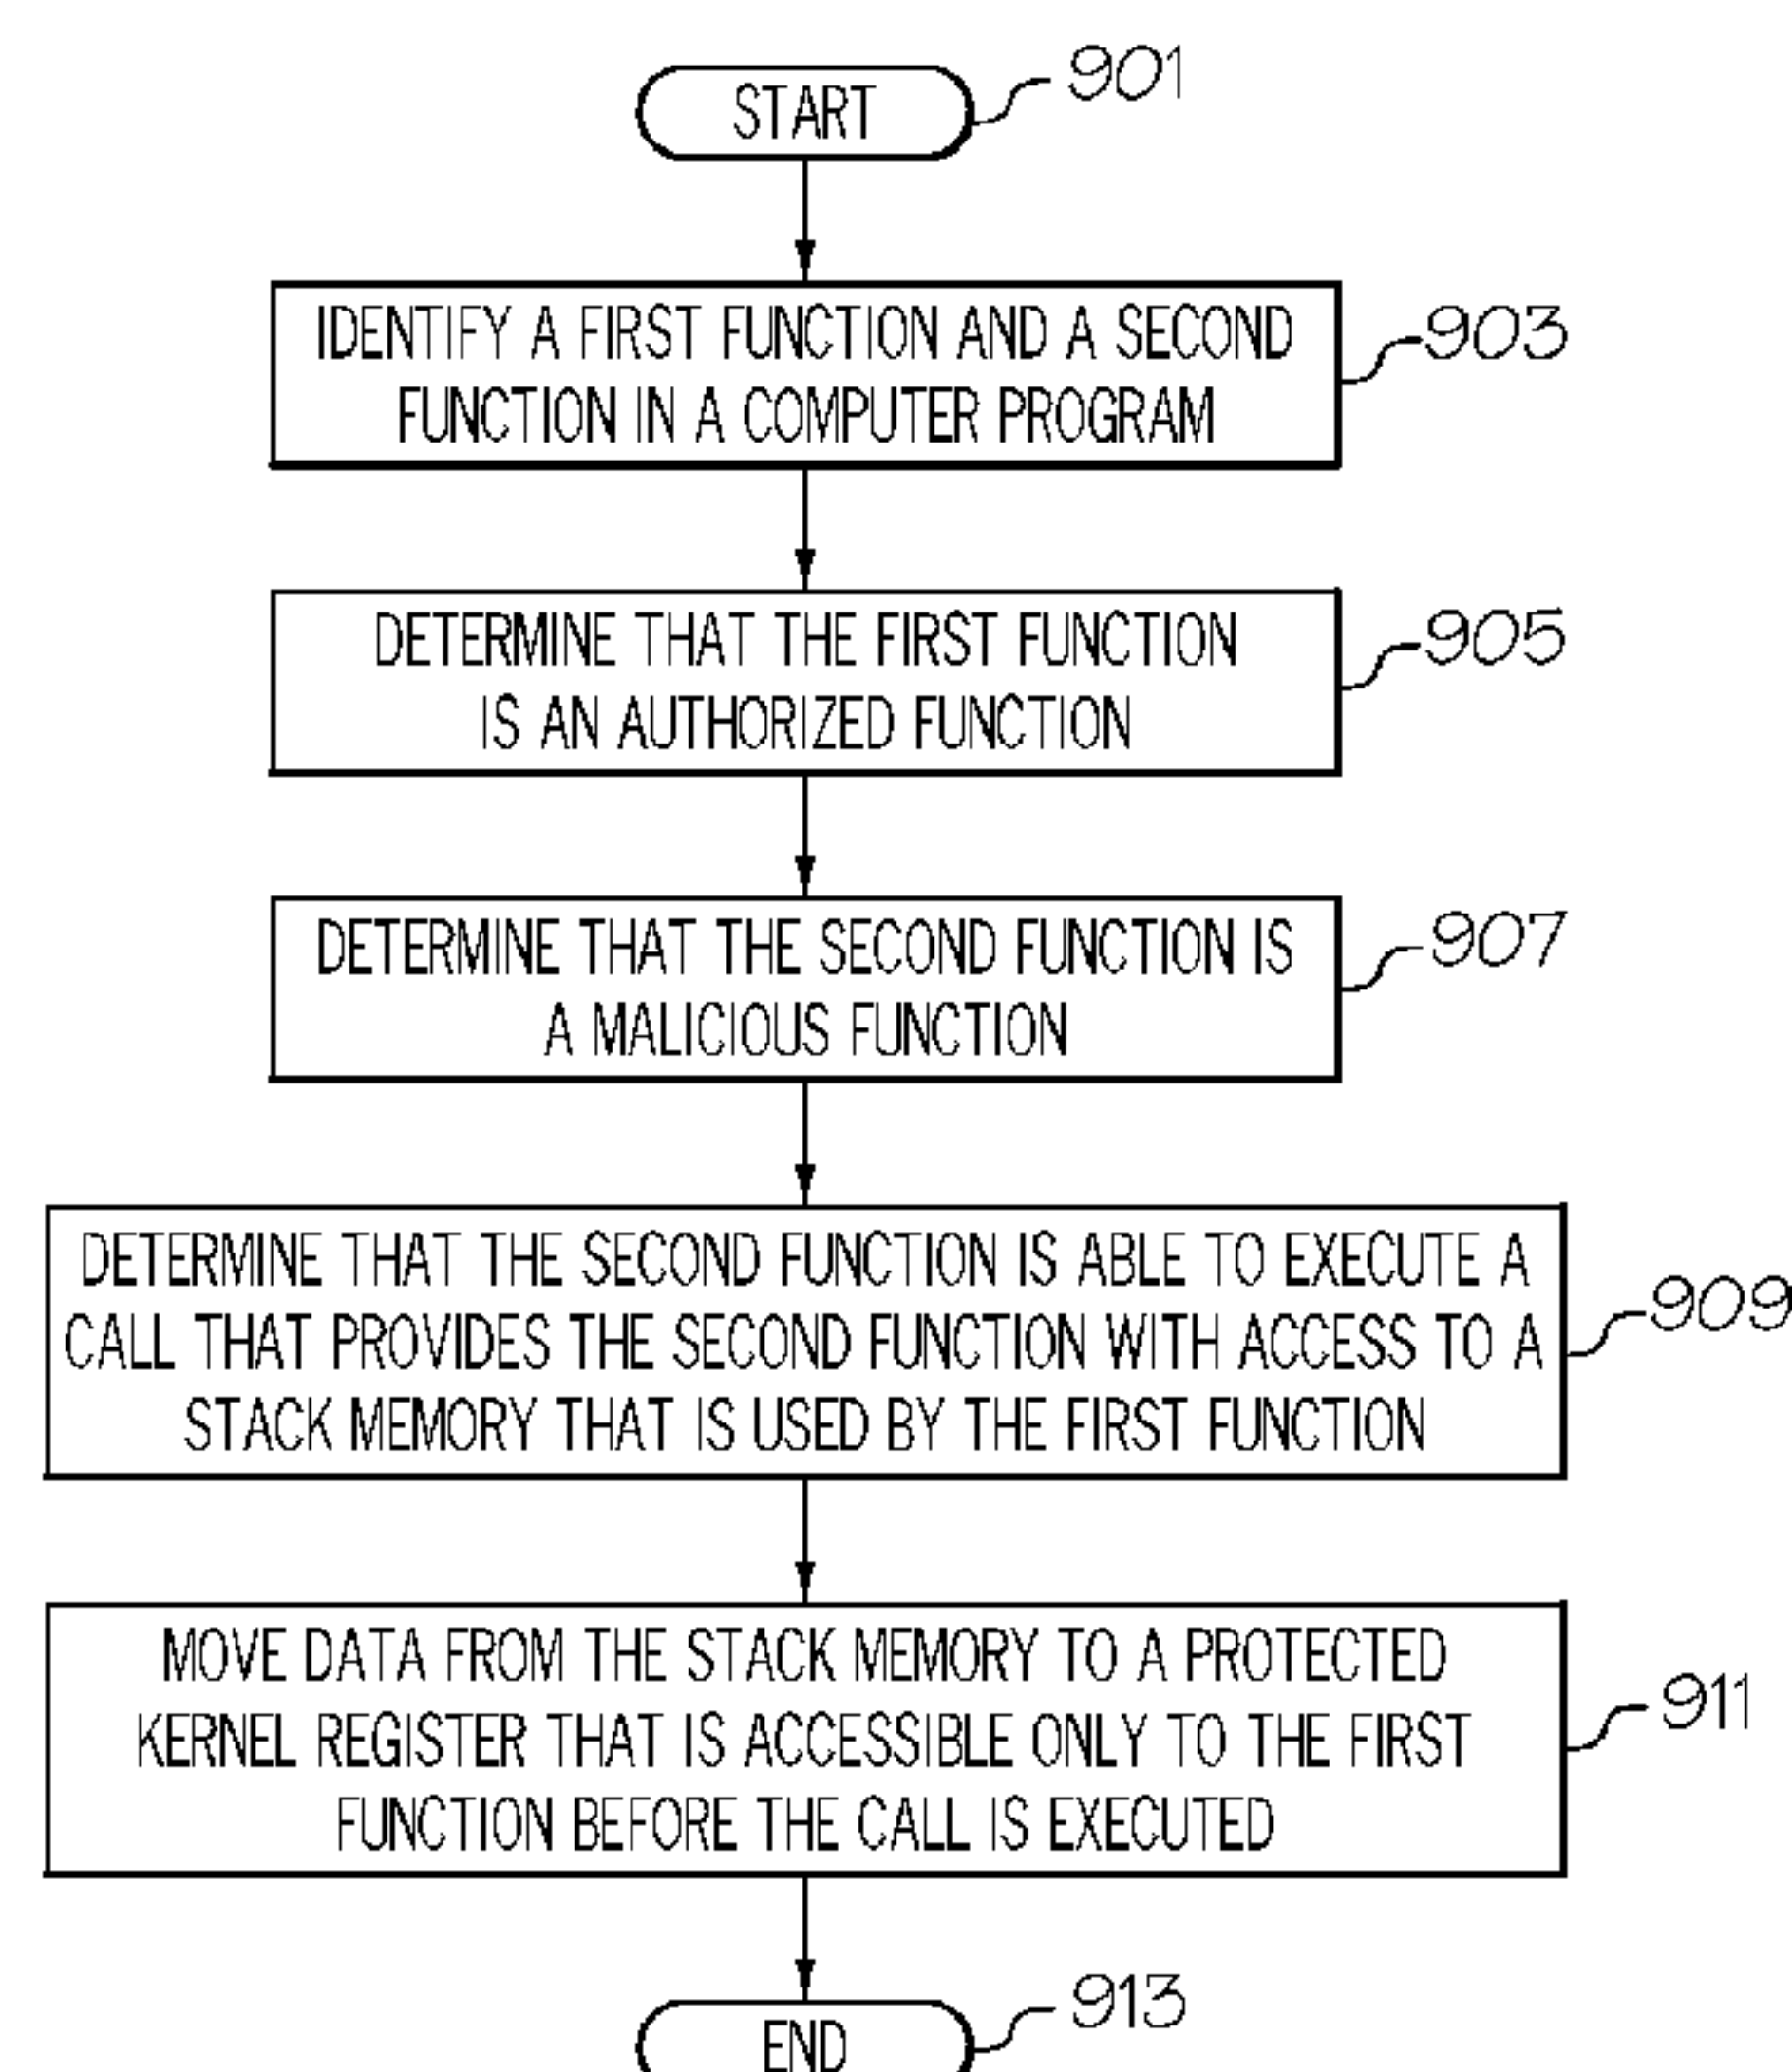 START
901
IDENTIFY A FIRST FUNCTION AND A SECOND
FUNCTION IN A COMPUTER PROGRAM
903
DETERMINE THAT THE FIRST FUNCTION
IS AN AUTHORIZED FUNCTION
905
DETERMINE THAT THE SECOND FUNCTION IS
A MALICIOUS FUNCTION
907
DETERMINE THAT THE SECOND FUNCTION IS ABLE TO EXECUTE A
CALL THAT PROVIDES THE SECOND FUNCTION WITH ACCESS TO A
STACK MEMORY THAT IS USED BY THE FIRST FUNCTION
909
MOVE DATA FROM THE STACK MEMORY TO A PROTECTED
KERNEL REGISTER THAT IS ACCESSIBLE ONLY TO THE FIRST
FUNCTION BEFORE THE CALL IS EXECUTED
911
END
913